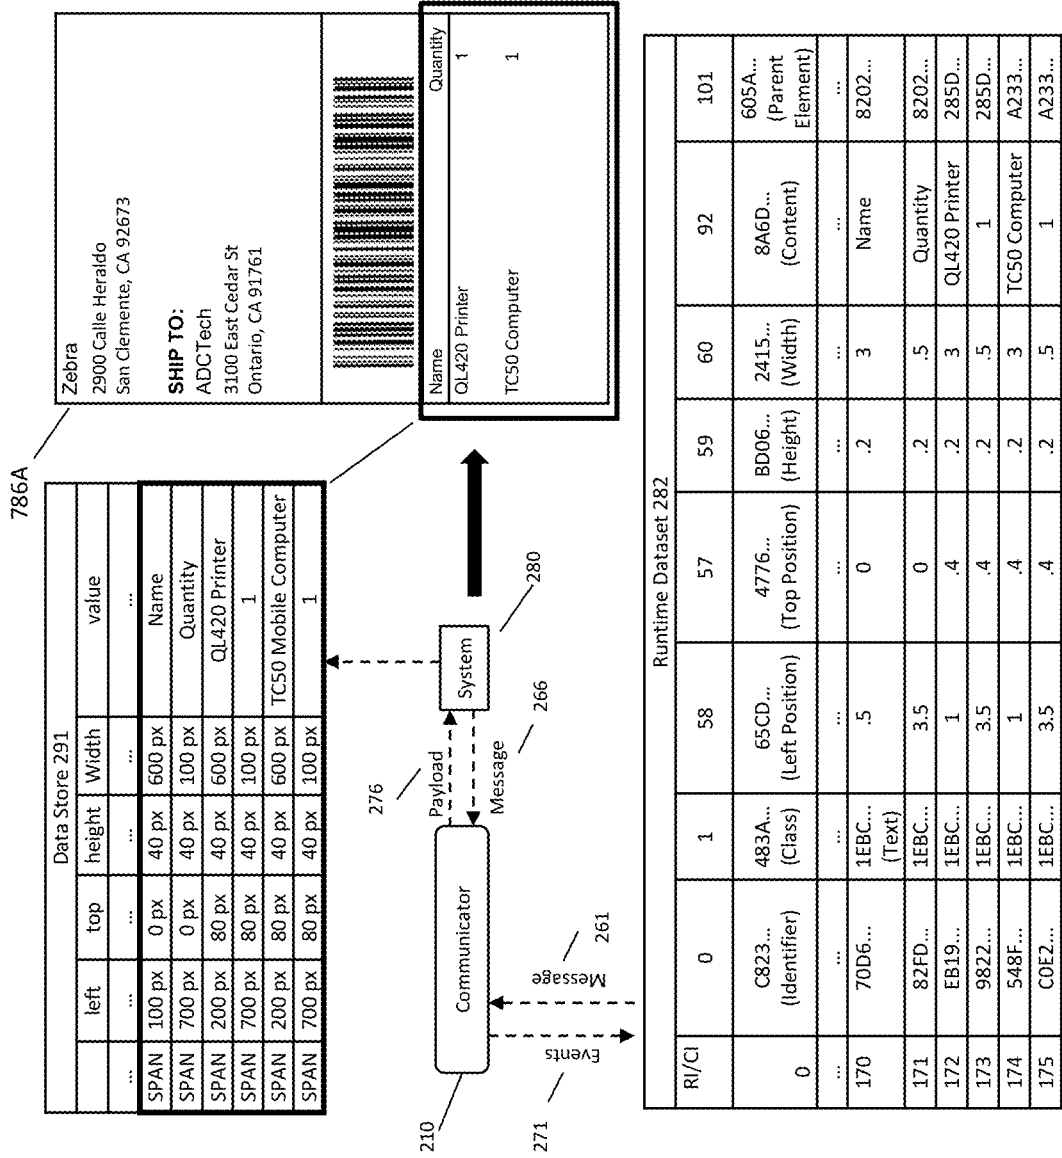 786A
Data Store 291
left top height Width value
... ... ... ... ... ...
SPAN 100 px 0 px 40 px 600 px Name
SPAN 700 px 0 px 40 px 100 px Quantity
SPAN 200 px 80 px 40 px 600 px QL420 Printer
SPAN 700 px 80 px 40 px 100 px 1
SPAN 200 px 80 px 40 px 600 px TC50 Mobile Computer
SPAN 700 px 80 px 40 px 100 px 1
Zebra
2900 Calle Heraldo
San Clemente, CA 92673
SHIP TO:
ADCTech
3100 East Cedar St
Ontario, CA 91761
Name Quantity
QL420 Printer 1
TC50 Computer 1
210
Communicator
276
Payload
Message
266
System
280
Events
271
Message
261
Runtime Dataset 282
RI/CI 0 1 58 57 59 60 92 101
0 C823... (Identifier) 483A... (Class) 65CD... (Left Position) 4776... (Top Position) BD06... (Height) 2415... (Width) 8A6D... (Content) 605A... (Parent Element)
... ... ... ... ... ... ... ... ...
170 70D6... 1EBC... (Text) .5 0 .2 3 Name 8202...
171 82FD... 1EBC... 3.5 0 .2 .5 Quantity 8202...
172 EB19... 1EBC... 1 .4 .2 3 QL420 Printer 285D...
173 9822... 1EBC... 3.5 .4 .2 .5 1 285D...
174 548F... 1EBC... 1 .4 .2 3 TC50 Computer A233...
175 C0E2... 1EBC... 3.5 .4 .2 .5 1 A233...